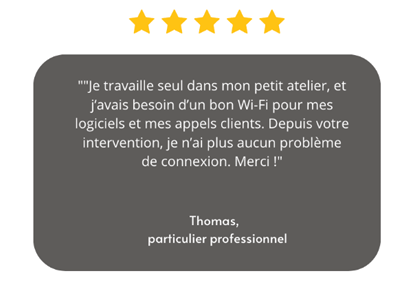 ""Je travaille seul dans mon petit atelier, et
j’avais besoin d’un bon Wi-Fi pour mes
logiciels et mes appels clients. Depuis votre
intervention, je n’ai plus aucun problème
de connexion. Merci !"
Thomas,
particulier professionnel